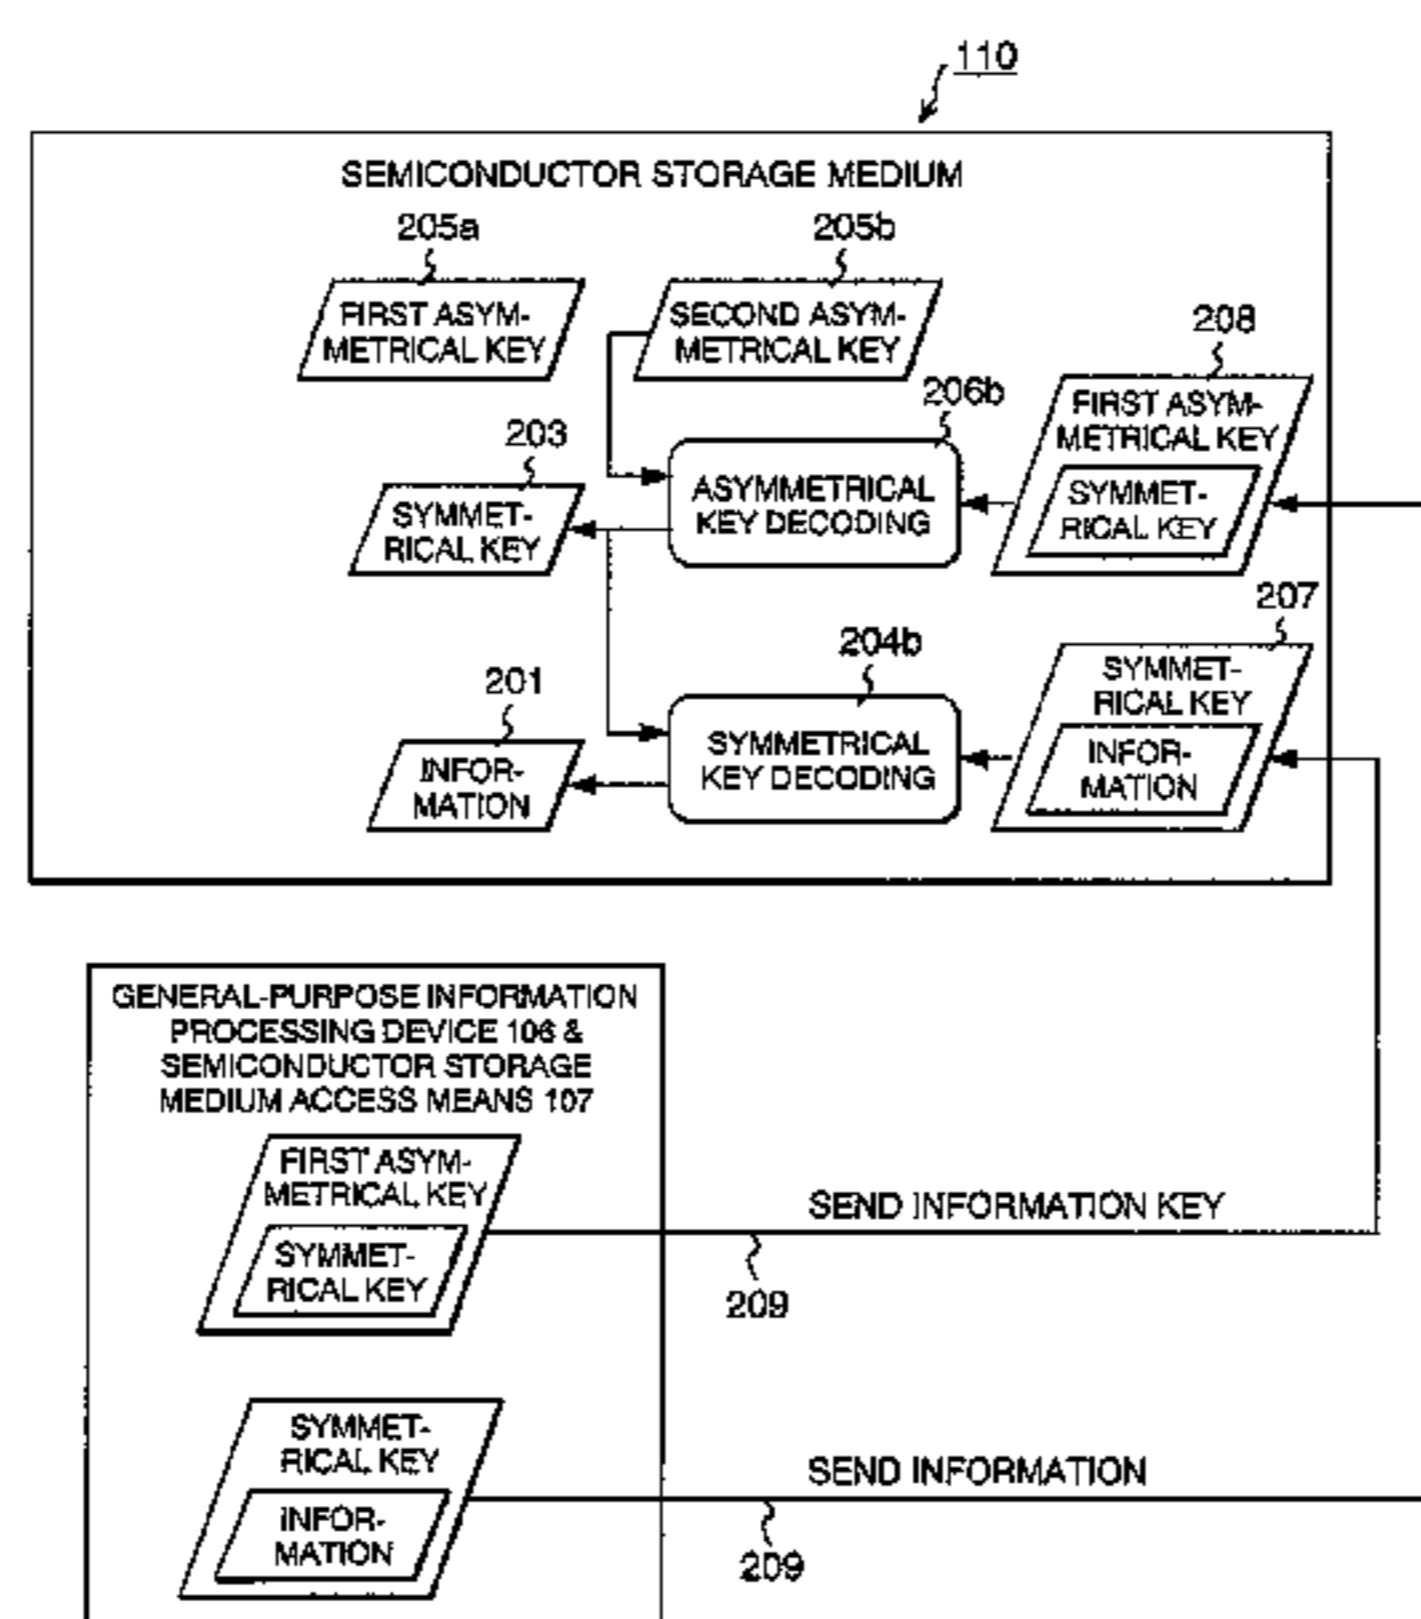 110
SEMICONDUCTOR STORAGE MEDIUM
205a
205b
FIRST ASYM-
METRICAL KEY
SECOND ASYM-
METRICAL KEY
208
206b
FIRST ASYM-
METRICAL KEY
203
SYMMET-
RICAL KEY
ASYMMETRICAL
KEY DECODING
SYMMET-
RICAL KEY
207
204b
201
SYMMET-
RICAL KEY
SYMMETRICAL
KEY DECODING
INFOR-
MATION
INFOR-
MATION
GENERAL-PURPOSE INFORMATION
PROCESSING DEVICE 106 &
SEMICONDUCTOR STORAGE
MEDIUM ACCESS MEANS 107
FIRST ASYM-
METRICAL KEY
SYMMET-
RICAL KEY
SEND INFORMATION KEY
209
SYMMET-
RICAL KEY
INFOR-
MATION
SEND INFORMATION
209